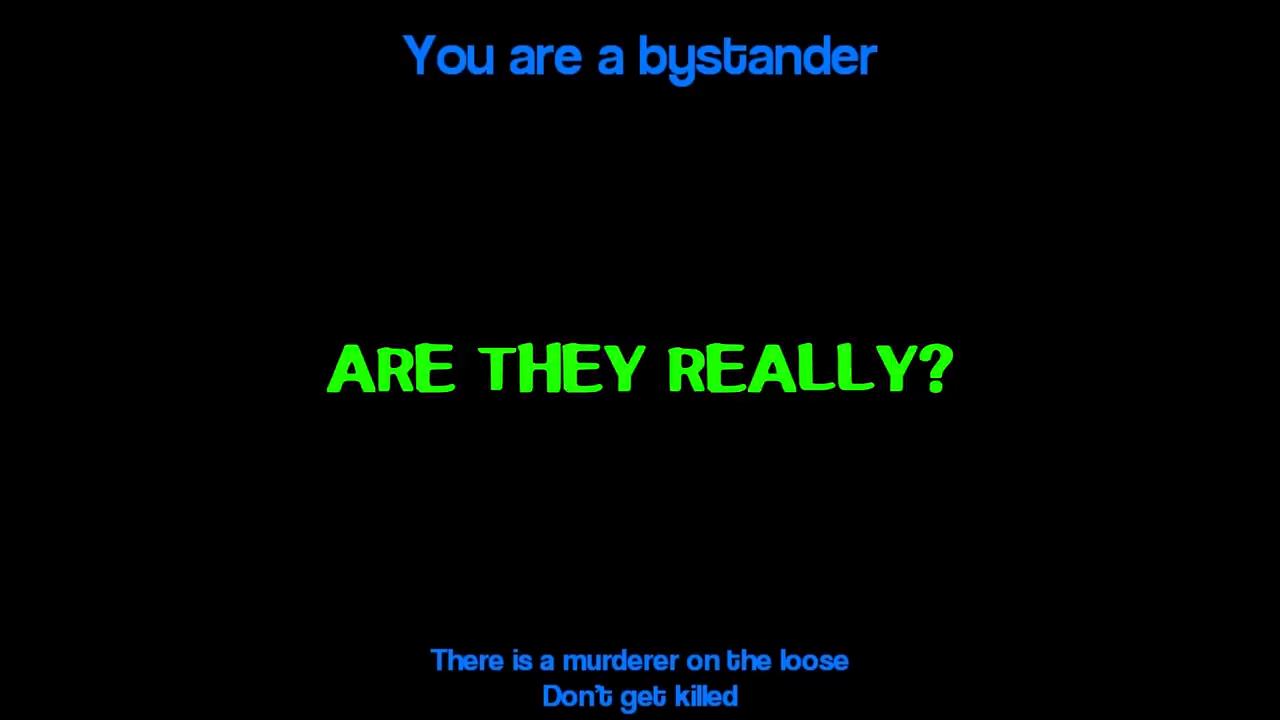 You are a bystander
ARE THEY REALLY?
There is a murderer on the loose
Don't get killed